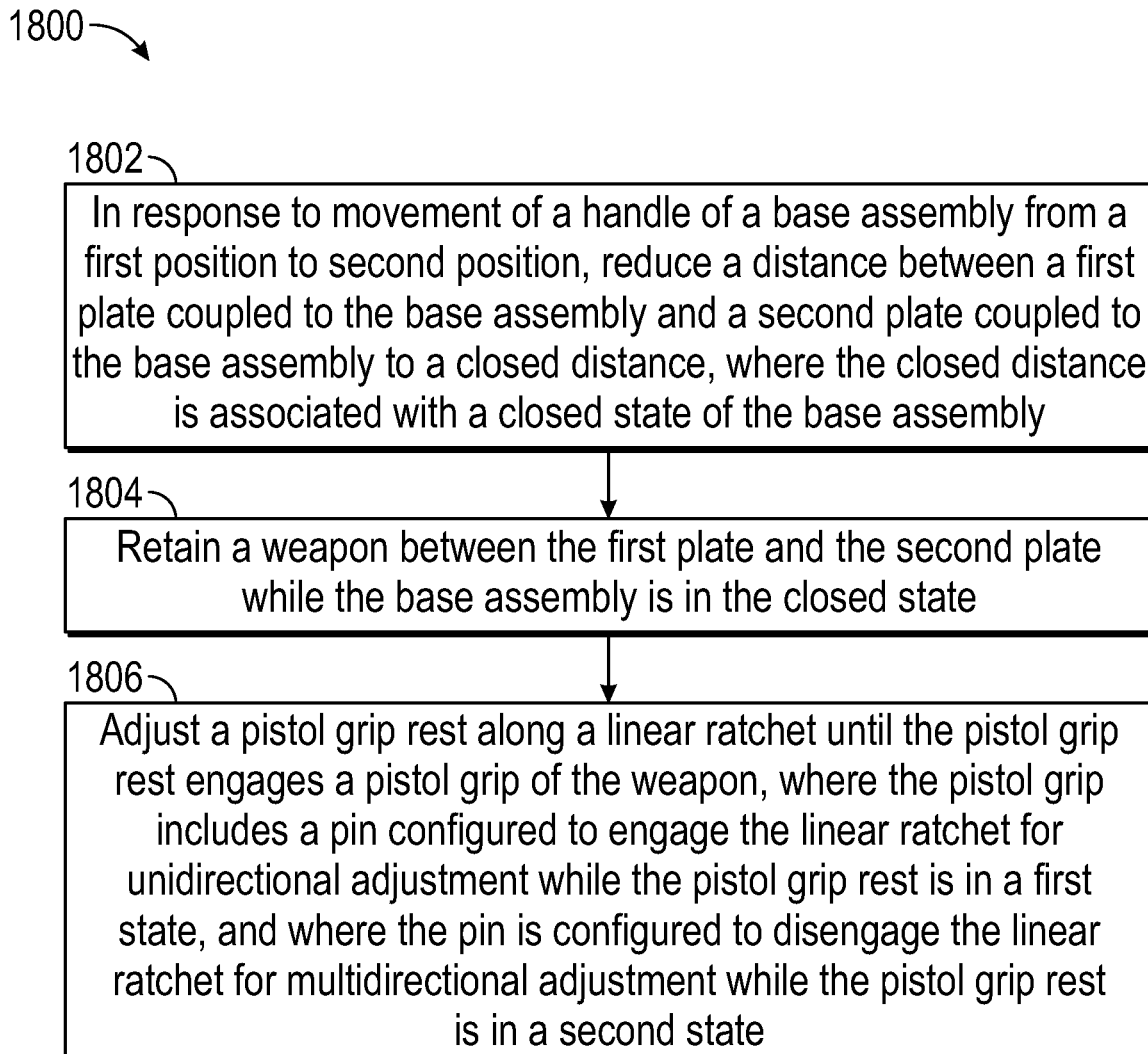 1800
1802
In response to movement of a handle of a base assembly from a
first position to second position, reduce a distance between a first
plate coupled to the base assembly and a second plate coupled to
the base assembly to a closed distance, where the closed distance
is associated with a closed state of the base assembly
1804
Retain a weapon between the first plate and the second plate
while the base assembly is in the closed state
1806
Adjust a pistol grip rest along a linear ratchet until the pistol grip
rest engages a pistol grip of the weapon, where the pistol grip
includes a pin configured to engage the linear ratchet for
unidirectional adjustment while the pistol grip rest is in a first
state, and where the pin is configured to disengage the linear
ratchet for multidirectional adjustment while the pistol grip rest
is in a second state